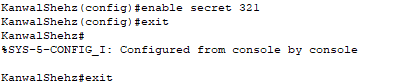 KanwalShehz(config)#enable secret 321
KanwalShehz(config)#exit
KanwalShehz#
%SYS-5-CONFIG_I: Configured from console by console
KanwalShehz#exit